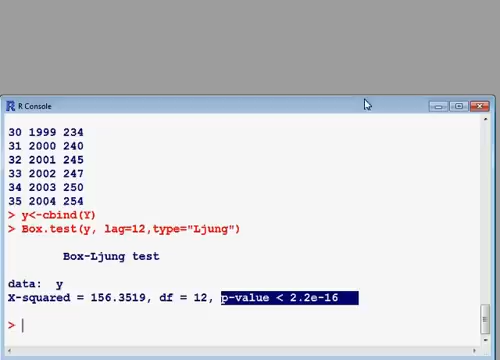 R Console
30 1999 234
31 2000 240
32 2001 245
33 2002 247
34 2003 250
35 2004 254
> y<-cbind(Y)
> Box.test(y, lag=12,type="Ljung")
Box-Ljung test
data:  y
X-squared = 156.3519, df = 12, p-value < 2.2e-16
>